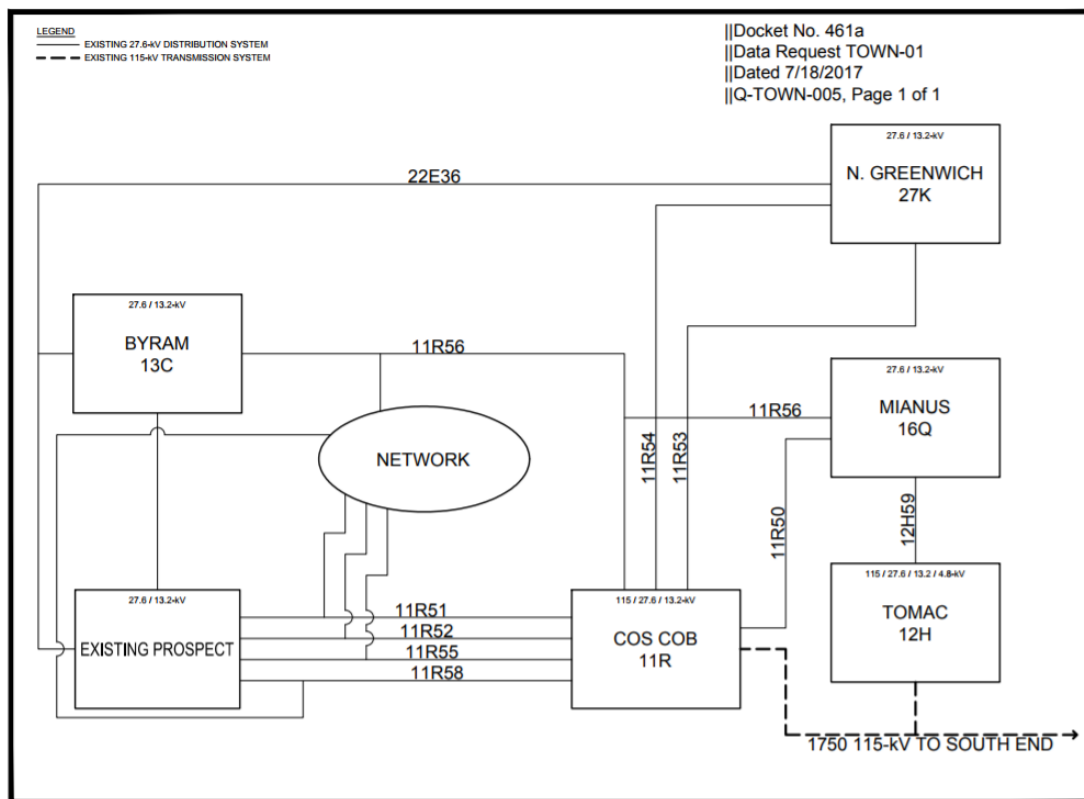 LEGEND
EXISTING 27.6-kV DISTRIBUTION SYSTEM
EXISTING 115-kV TRANSMISSION SYSTEM
||Docket No. 461a
||Data Request TOWN-01
||Dated 7/18/2017
||Q-TOWN-005, Page 1 of 1
27.6 / 13.2-kV
N. GREENWICH
27K
22E36
27.6 / 13.2-kV
BYRAM
13C
11R56
NETWORK
11R54
11R53
27.6 / 13.2-kV
MIANUS
16Q
11R56
11R50
12H59
27.6 / 13.2-kV
EXISTING PROSPECT
11R51
11R52
11R55
11R58
115 / 27.6 / 13.2-kV
COS COB
11R
115 / 27.6 / 13.2 / 4.8-kV
TOMAC
12H
1750 115-kV TO SOUTH END